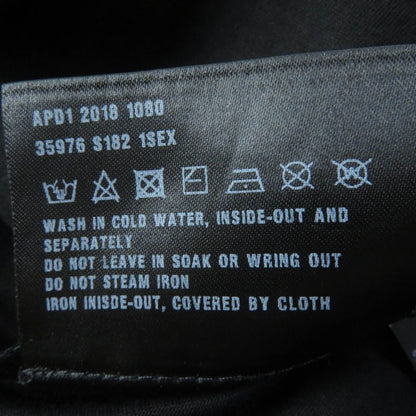 APD1 2018 1080
35976 S182 1SEX
WASH IN COLD WATER, INSIDE-OUT AND
SEPARATELY
DO NOT LEAVE IN SOAK OR WRING OUT
DO NOT STEAM IRON
IRON INISDE-OUT, COVERED BY CLOTH